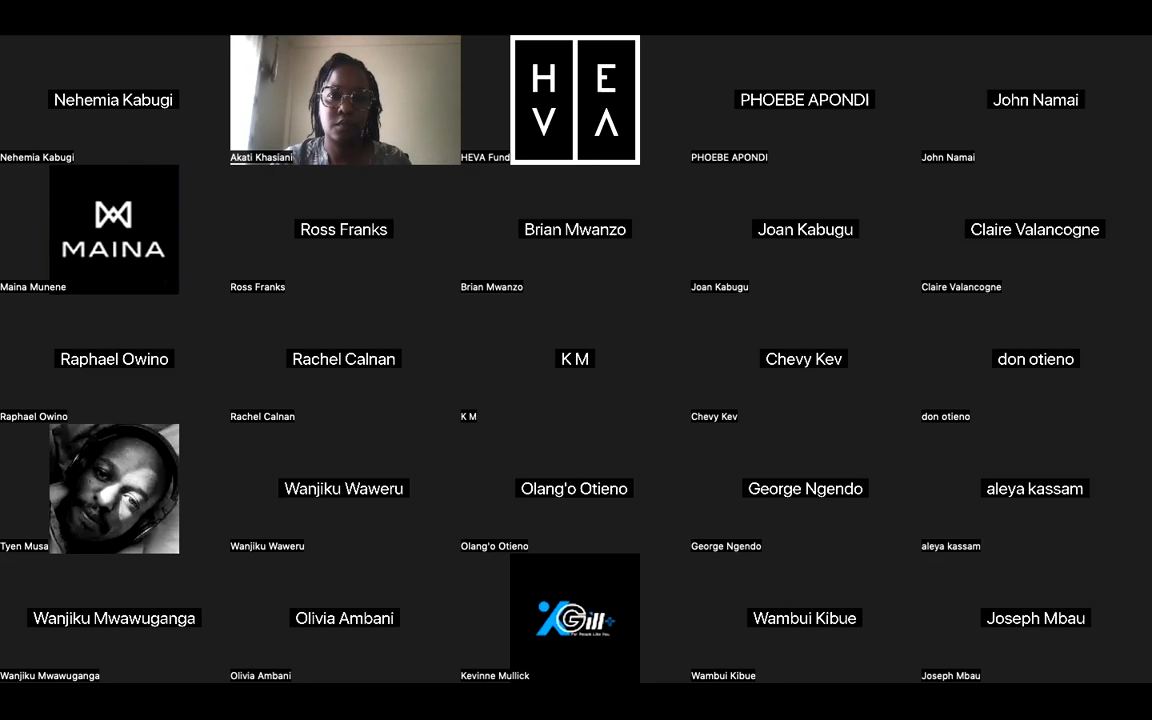 Nehemia Kabugi
Nehemia Kabugi
Akati Khasiani
H E
V Λ
HEVA Fund
PHOEBE APONDI
PHOEBE APONDI
John Namai
John Namai
MAINA
Maina Munene
Ross Franks
Ross Franks
Brian Mwanzo
Brian Mwanzo
Joan Kabugu
Joan Kabugu
Claire Valancogne
Claire Valancogne
Raphael Owino
Raphael Owino
Rachel Calnan
Rachel Calnan
K M
K M
Chevy Kev
Chevy Kev
don otieno
don otieno
Tyen Musa
Wanjiku Waweru
Wanjiku Waweru
Olang'o Otieno
Olang'o Otieno
George Ngendo
George Ngendo
aleya kassam
aleya kassam
Wanjiku Mwawuganga
Wanjiku Mwawuganga
Olivia Ambani
Olivia Ambani
Gill+
For People Like You.
Kevinne Mullick
Wambui Kibue
Wambui Kibue
Joseph Mbau
Joseph Mbau